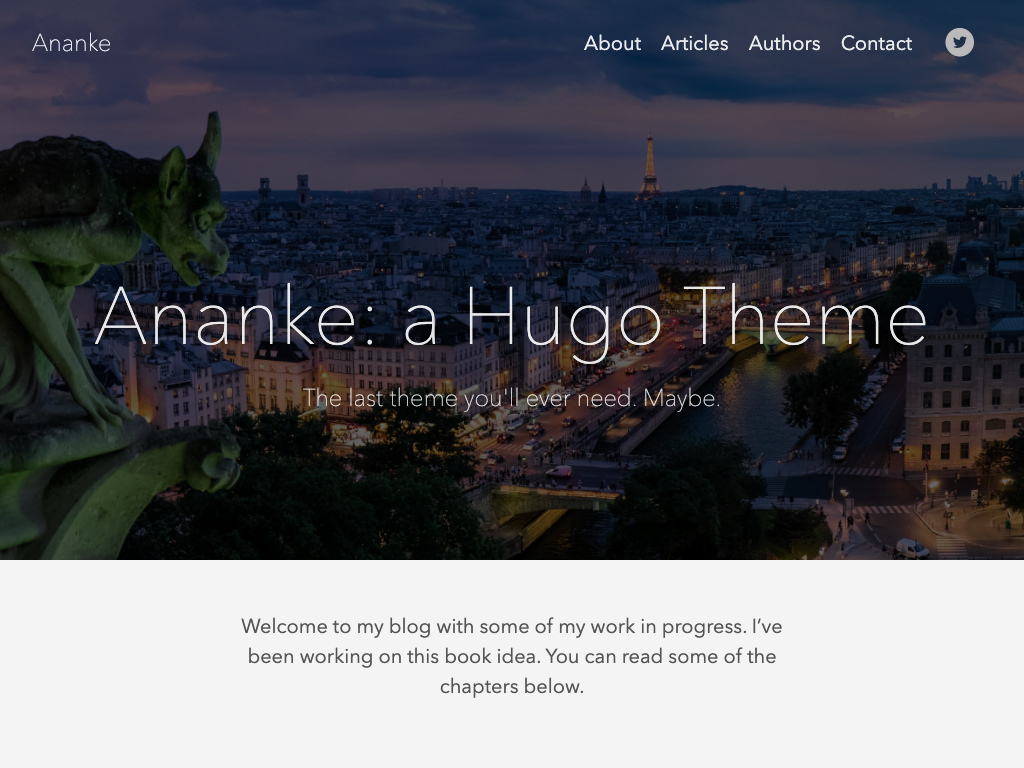 Ananke
About Articles Authors Contact
Ananke: a Hugo Theme
The last theme you'll ever need. Maybe.
Welcome to my blog with some of my work in progress. I’ve
been working on this book idea. You can read some of the
chapters below.